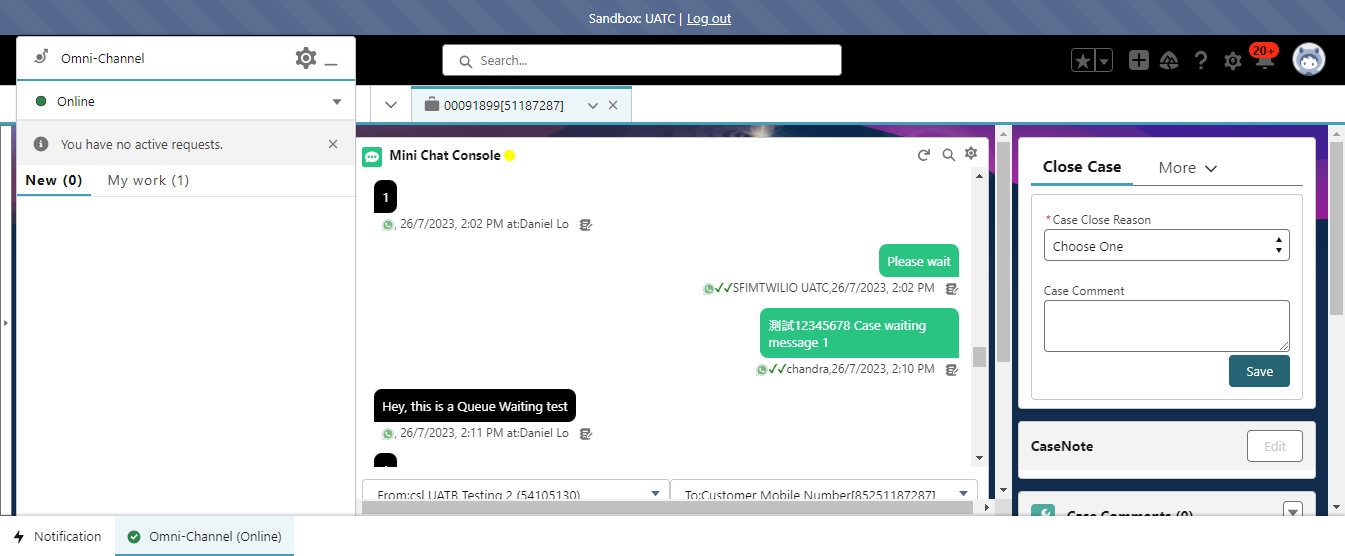 Sandbox: UATC | Log out
Omni-Channel
Search...
20+
Online
00091899[51187287]
You have no active requests.
New (0)
My work (1)
Mini Chat Console
1
, 26/7/2023, 2:02 PM at:Daniel Lo
Please wait
SFIMTWILIO UATC,26/7/2023, 2:02 PM
測試12345678 Case waiting
message 1
chandra,26/7/2023, 2:10 PM
Hey, this is a Queue Waiting test
, 26/7/2023, 2:11 PM at:Daniel Lo
From:csl UATB Testing 2 (54105130)
To:Customer Mobile Number[85251187287]
Close Case
More
*Case Close Reason
Choose One
Case Comment
Save
CaseNote
Edit
Case Comments (0)
Notification
Omni-Channel (Online)